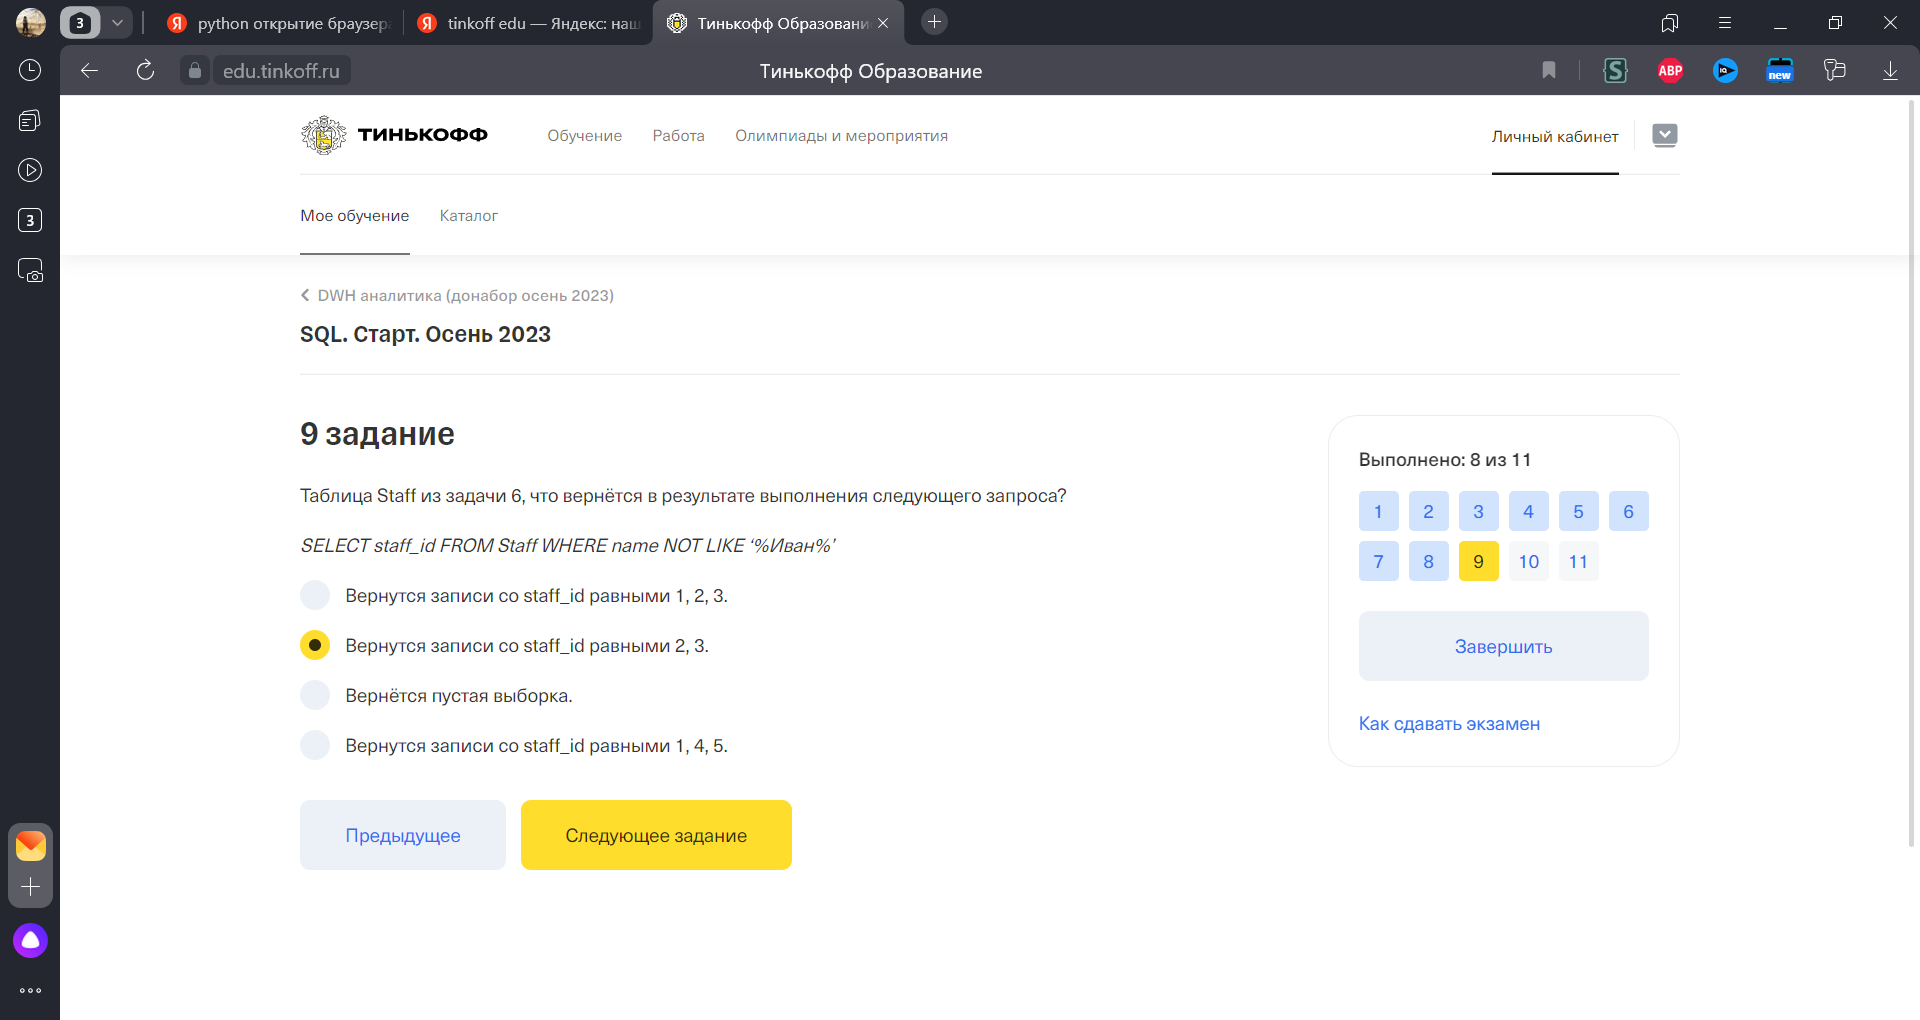 3
python открытие браузер
tinkoff edu — Яндекс: наш
Тинькофф Образовани
edu.tinkoff.ru
Тинькофф Образование
S
ABP
new
3
ТИНЬКОФФ
Обучение
Работа
Олимпиады и мероприятия
Личный кабинет
Мое обучение
Каталог
DWH аналитика (донабор осень 2023)
SQL. Старт. Осень 2023
9 задание
Таблица Staff из задачи 6, что вернётся в результате выполнения следующего запроса?
SELECT staff_id FROM Staff WHERE name NOT LIKE ‘%Иван%’
Вернутся записи со staff_id равными 1, 2, 3.
Вернутся записи со staff_id равными 2, 3.
Вернётся пустая выборка.
Вернутся записи со staff_id равными 1, 4, 5.
Предыдущее
Следующее задание
Выполнено: 8 из 11
1 2 3 4 5 6
7 8 9 10 11
Завершить
Как сдавать экзамен